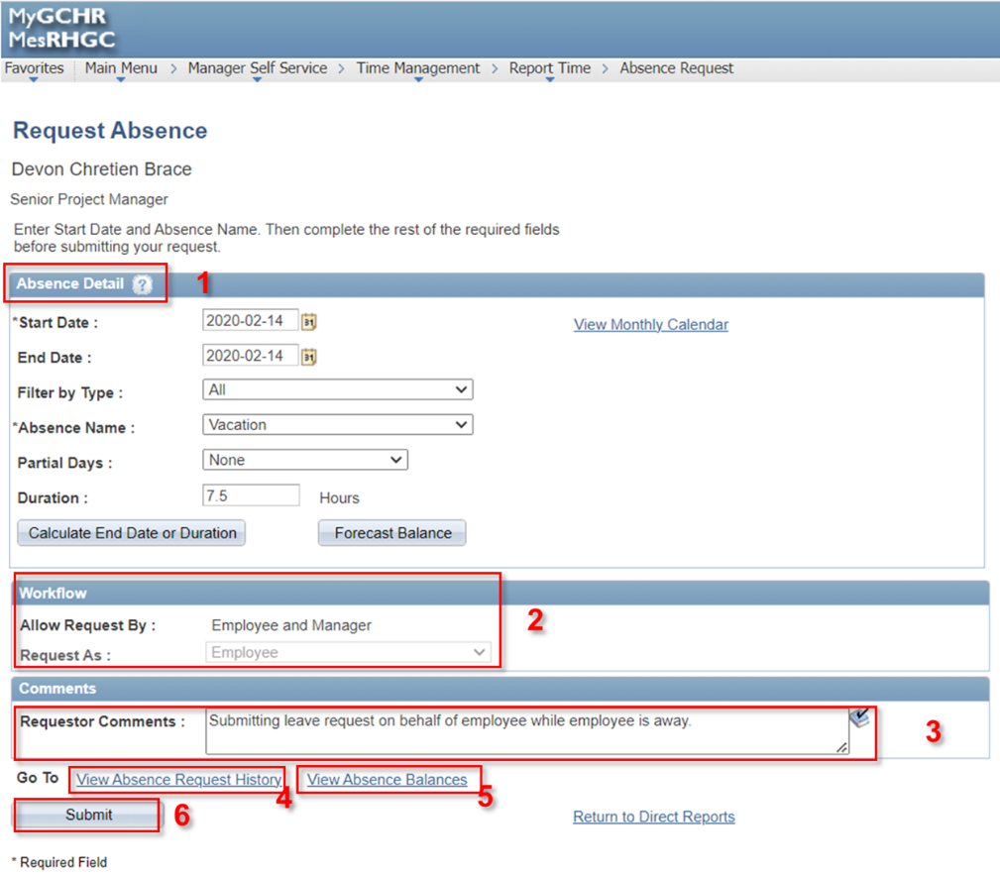 MyGCHR
MesRHGC
Favorites Main Menu > Manager Self Service > Time Management > Report Time > Absence Request
Request Absence
Devon Chretien Brace
Senior Project Manager
Enter Start Date and Absence Name. Then complete the rest of the required fields
before submitting your request.
Absence Detail ? 1
*Start Date : 2020-02-14 31 View Monthly Calendar
End Date : 2020-02-14 31
Filter by Type : All
*Absence Name : Vacation
Partial Days : None
Duration : 7.5 Hours
Calculate End Date or Duration Forecast Balance
Workflow
Allow Request By : Employee and Manager 2
Request As : Employee
Comments
Requestor Comments : Submitting leave request on behalf of employee while employee is away. 3
Go To View Absence Request History 4 View Absence Balances 5
Submit 6 Return to Direct Reports
* Required Field